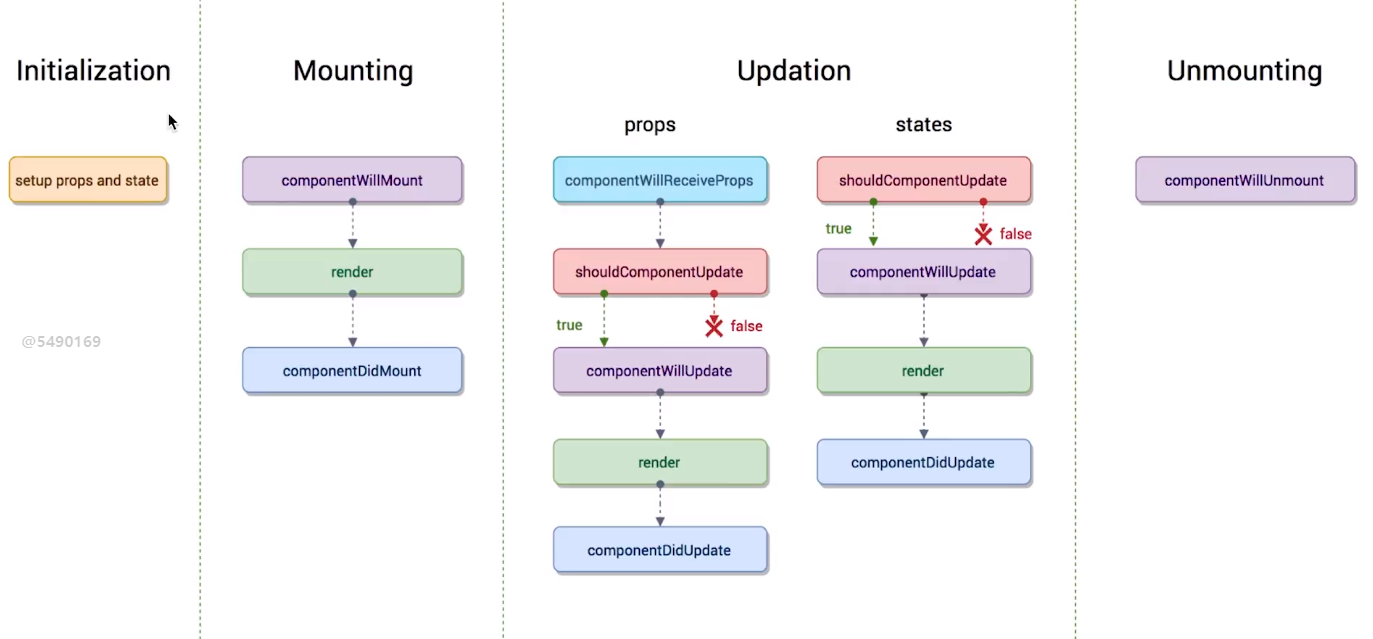 Initialization
setup props and state
@5490169
Mounting
componentWillMount
render
componentDidMount
Updation
props
componentWillReceiveProps
shouldComponentUpdate
true
false
componentWillUpdate
render
componentDidUpdate
states
shouldComponentUpdate
true
false
componentWillUpdate
render
componentDidUpdate
Unmounting
componentWillUnmount